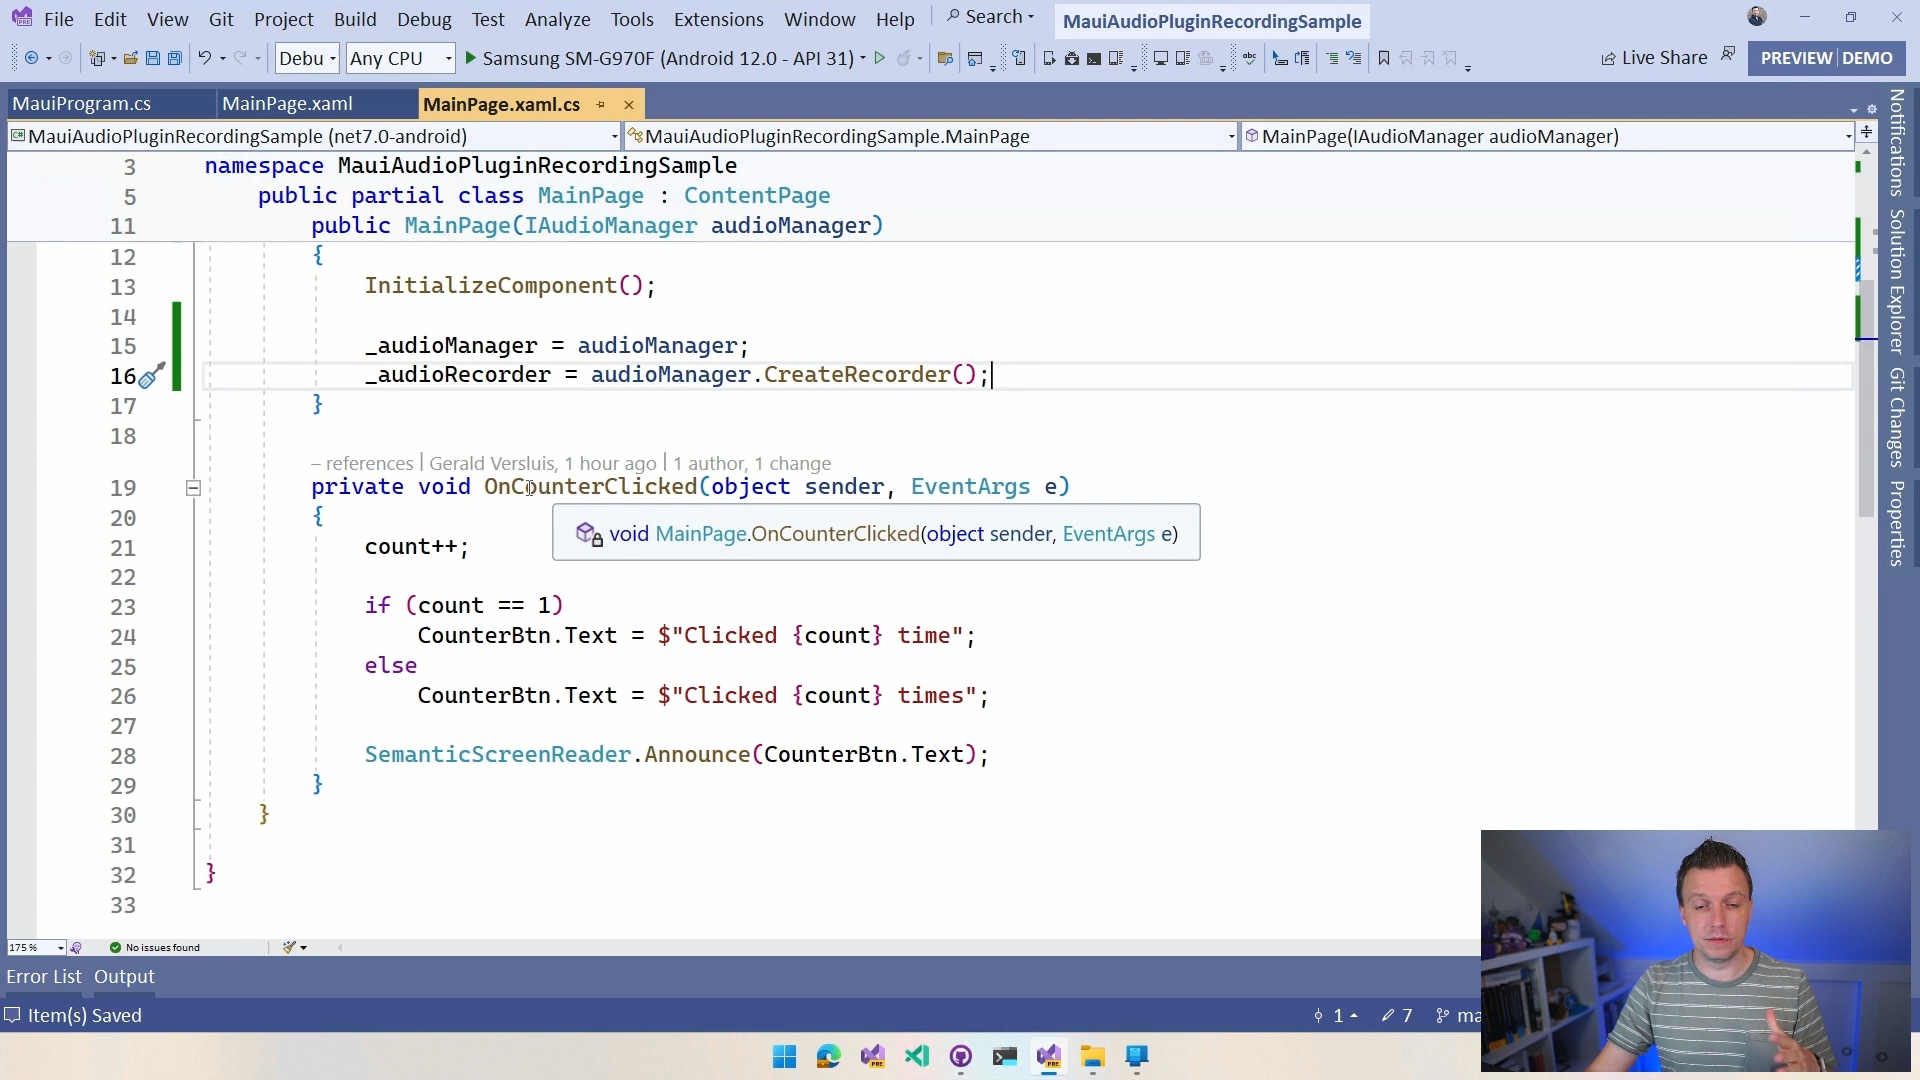 File Edit View Git Project Build Debug Test Analyze Tools Extensions Window Help Search MauiAudioPluginRecordingSample
Debu Any CPU Samsung SM-G970F (Android 12.0 - API 31) Live Share PREVIEW DEMO
MauiProgram.cs MainPage.xaml MainPage.xaml.cs
MauiAudioPluginRecordingSample (net7.0-android) MauiAudioPluginRecordingSample.MainPage MainPage(IAudioManager audioManager)
3 namespace MauiAudioPluginRecordingSample
5 public partial class MainPage : ContentPage
11 public MainPage(IAudioManager audioManager)
12 {
13 InitializeComponent();
14
15 _audioManager = audioManager;
16 _audioRecorder = audioManager.CreateRecorder();
17 }
18
– references | Gerald Versluis, 1 hour ago | 1 author, 1 change
19 private void OnCounterClicked(object sender, EventArgs e)
20 {
void MainPage.OnCounterClicked(object sender, EventArgs e)
21 count++;
22
23 if (count == 1)
24 CounterBtn.Text = $"Clicked {count} time";
25 else
26 CounterBtn.Text = $"Clicked {count} times";
27
28 SemanticScreenReader.Announce(CounterBtn.Text);
29 }
30 }
31
32 }
33
175 % No issues found
Error List Output
Item(s) Saved 1 7 ma
Notifications
Solution Explorer
Git Changes
Properties